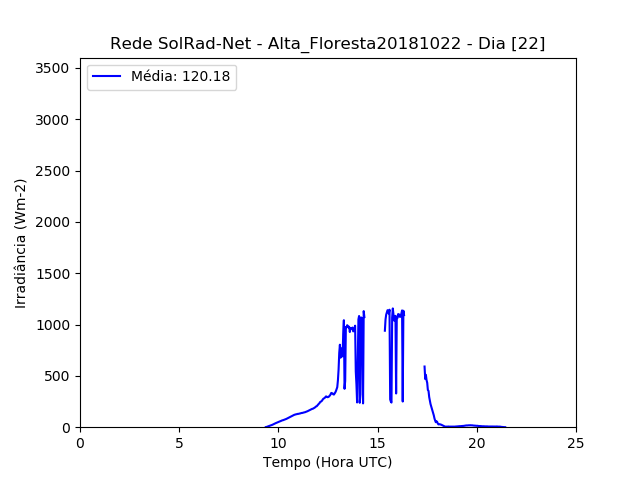 Rede SolRad-Net - Alta_Floresta20181022 - Dia [22]
Média: 120.18
3500
3000
2500
2000
1500
1000
500
0
0 5 10 15 20 25
Irradiância (Wm-2)
Tempo (Hora UTC)